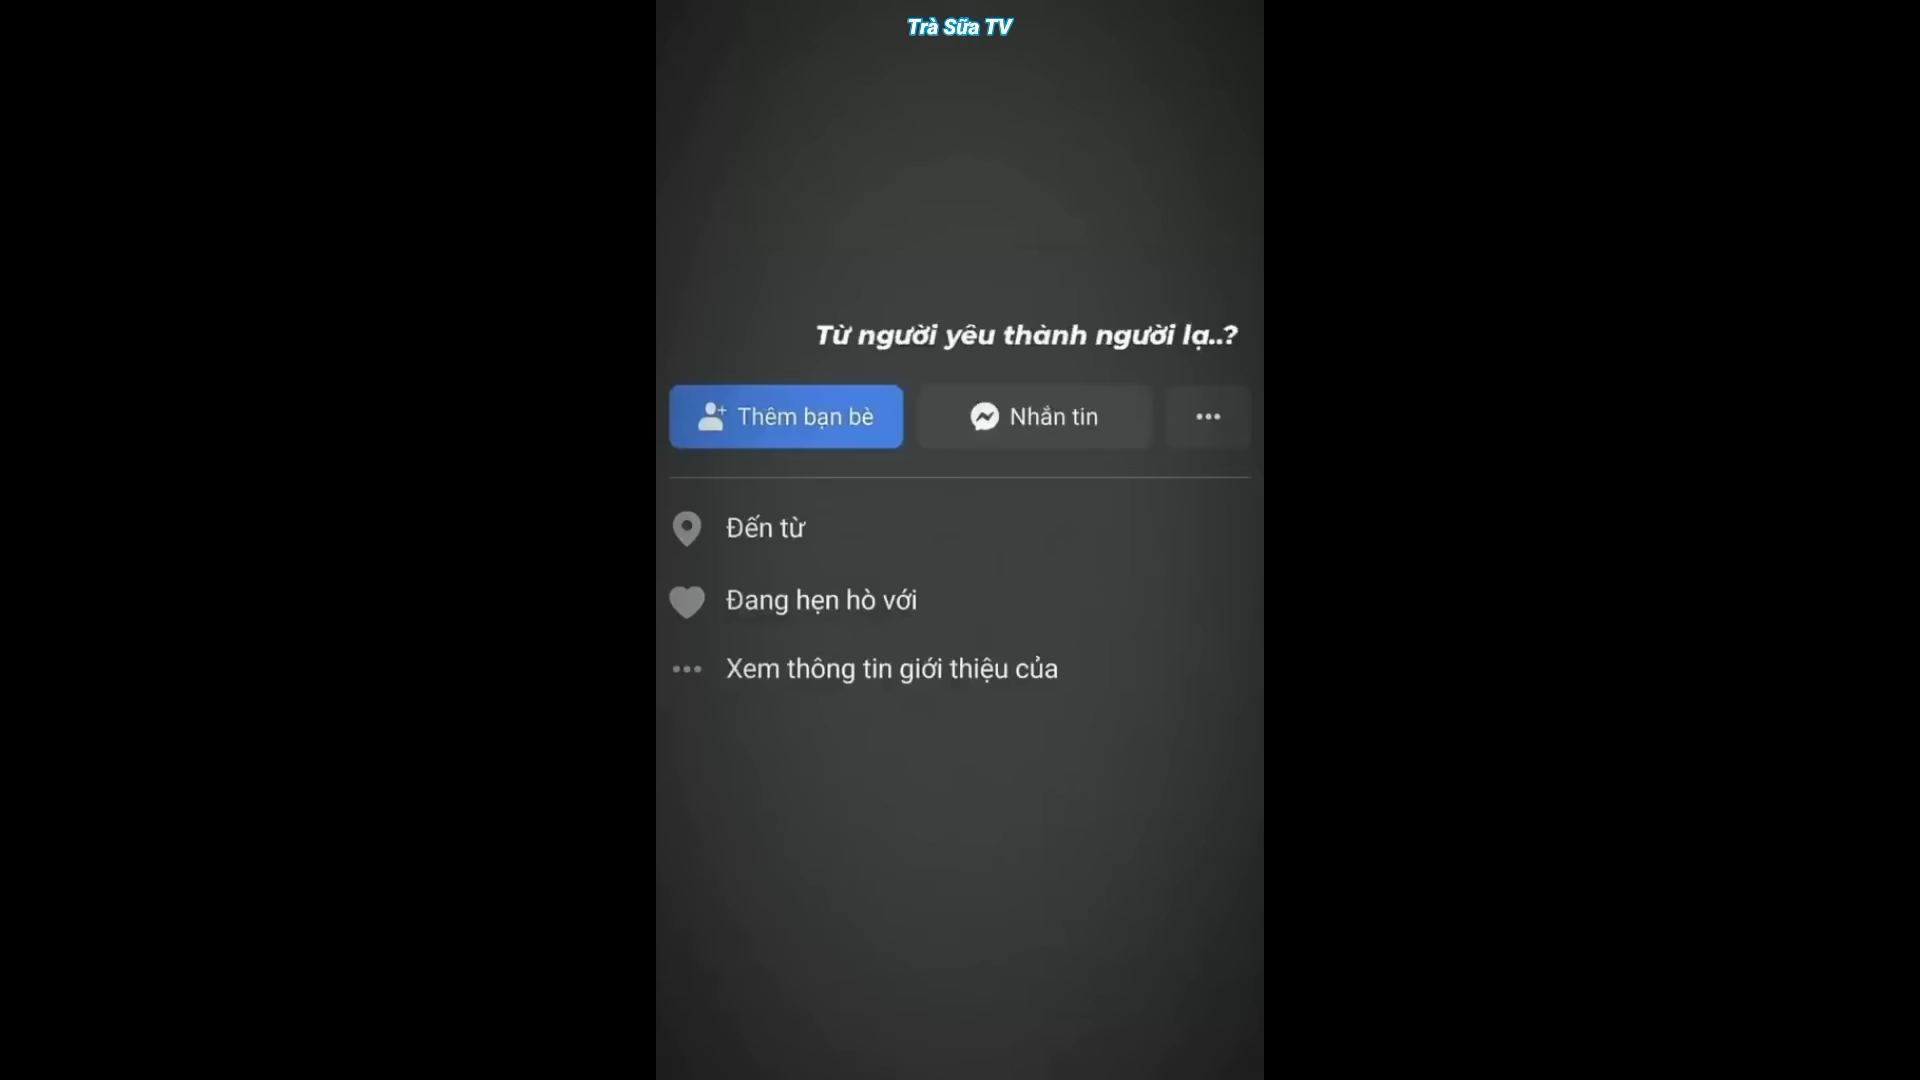 Trà Sữa TV
Từ người yêu thành người lạ..?
Thêm bạn bè
Nhắn tin
Đến từ
Đang hẹn hò với
Xem thông tin giới thiệu của